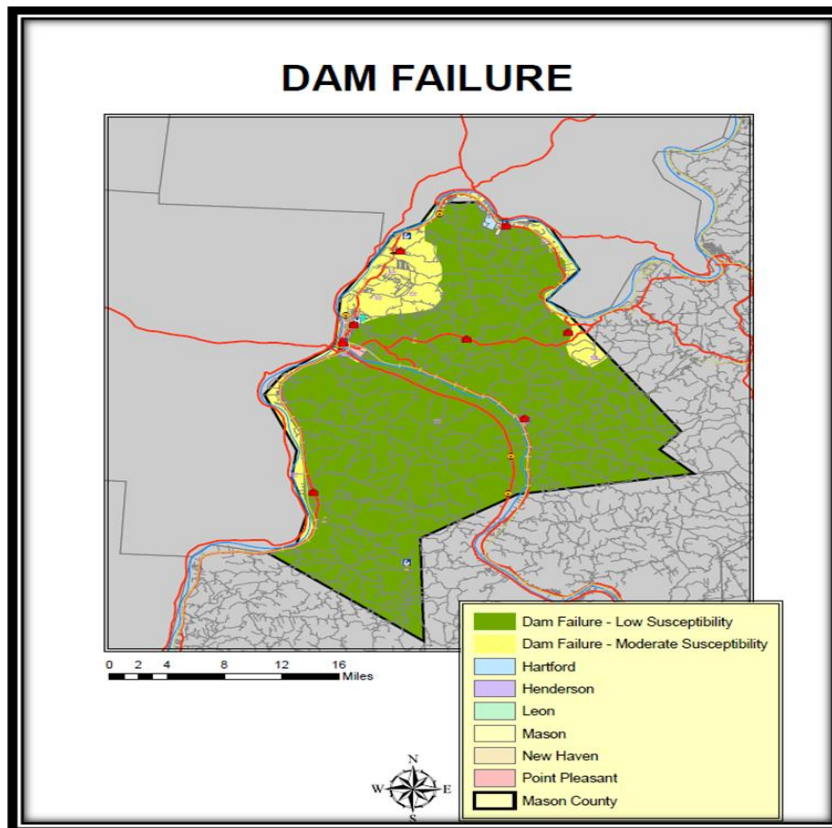 DAM FAILURE
0 2 4 8 12 16
Miles
N
W E
S
Dam Failure - Low Susceptibility
Dam Failure - Moderate Susceptibility
Hartford
Henderson
Leon
Mason
New Haven
Point Pleasant
Mason County